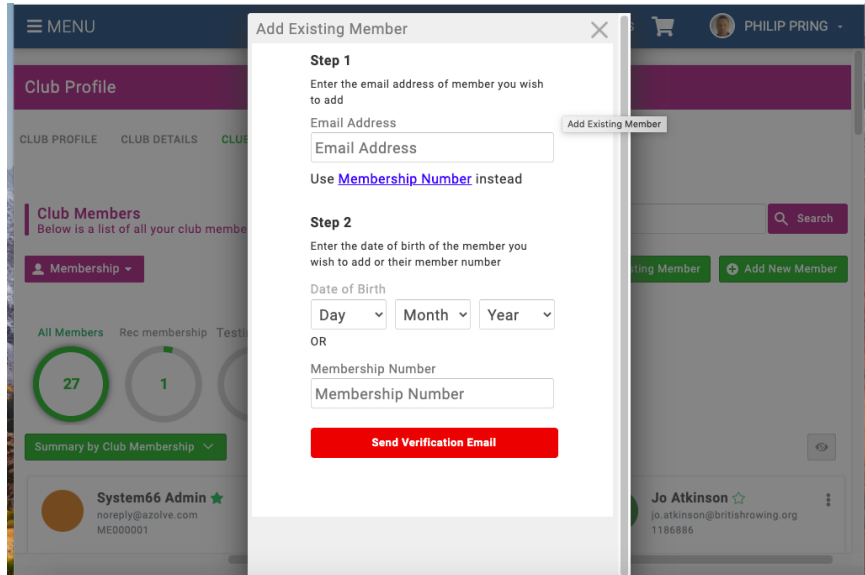 MENU
S
PHILIP PRING
Add Existing Member
Club Profile
Step 1
Enter the email address of member you wish
to add
Email Address
Email Address
Add Existing Member
CLUB PROFILE CLUB DETAILS CLUB
Use Membership Number instead
Club Members
Below is a list of all your club membe
Search
Step 2
Enter the date of birth of the member you
wish to add or their member number
Membership
sting Member
Add New Member
Date of Birth
Day Month Year
OR
All Members Rec membership Testi
Membership Number
Membership Number
27
1
Summary by Club Membership
Send Verification Email
System66 Admin
noreply@azolve.com
ME000001
Jo Atkinson
jo.atkinson@britishrowing.org
1186886